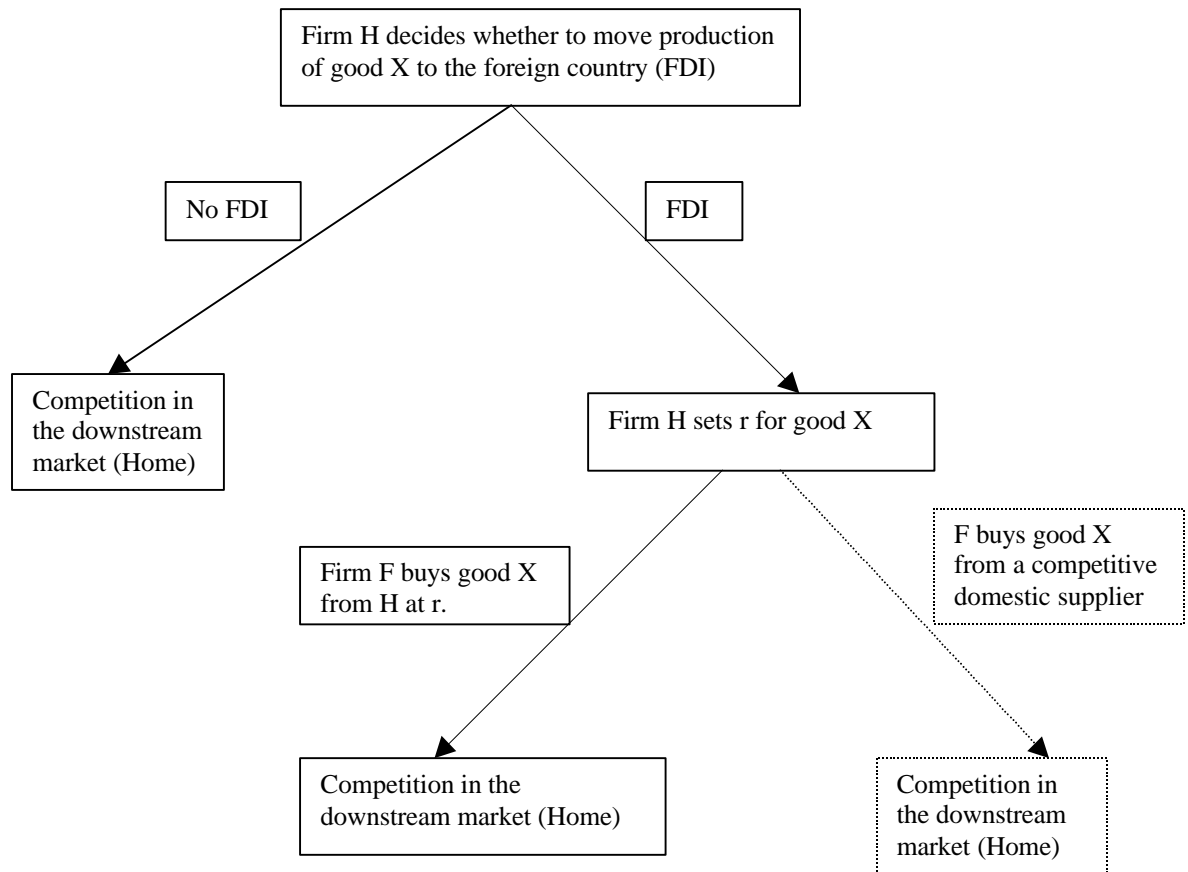 Firm H decides whether to move production
of good X to the foreign country (FDI)
No FDI
FDI
Competition in
the downstream
market (Home)
Firm H sets r for good X
Firm F buys good X
from H at r.
F buys good X
from a competitive
domestic supplier
Competition in the
downstream market (Home)
Competition in
the downstream
market (Home)